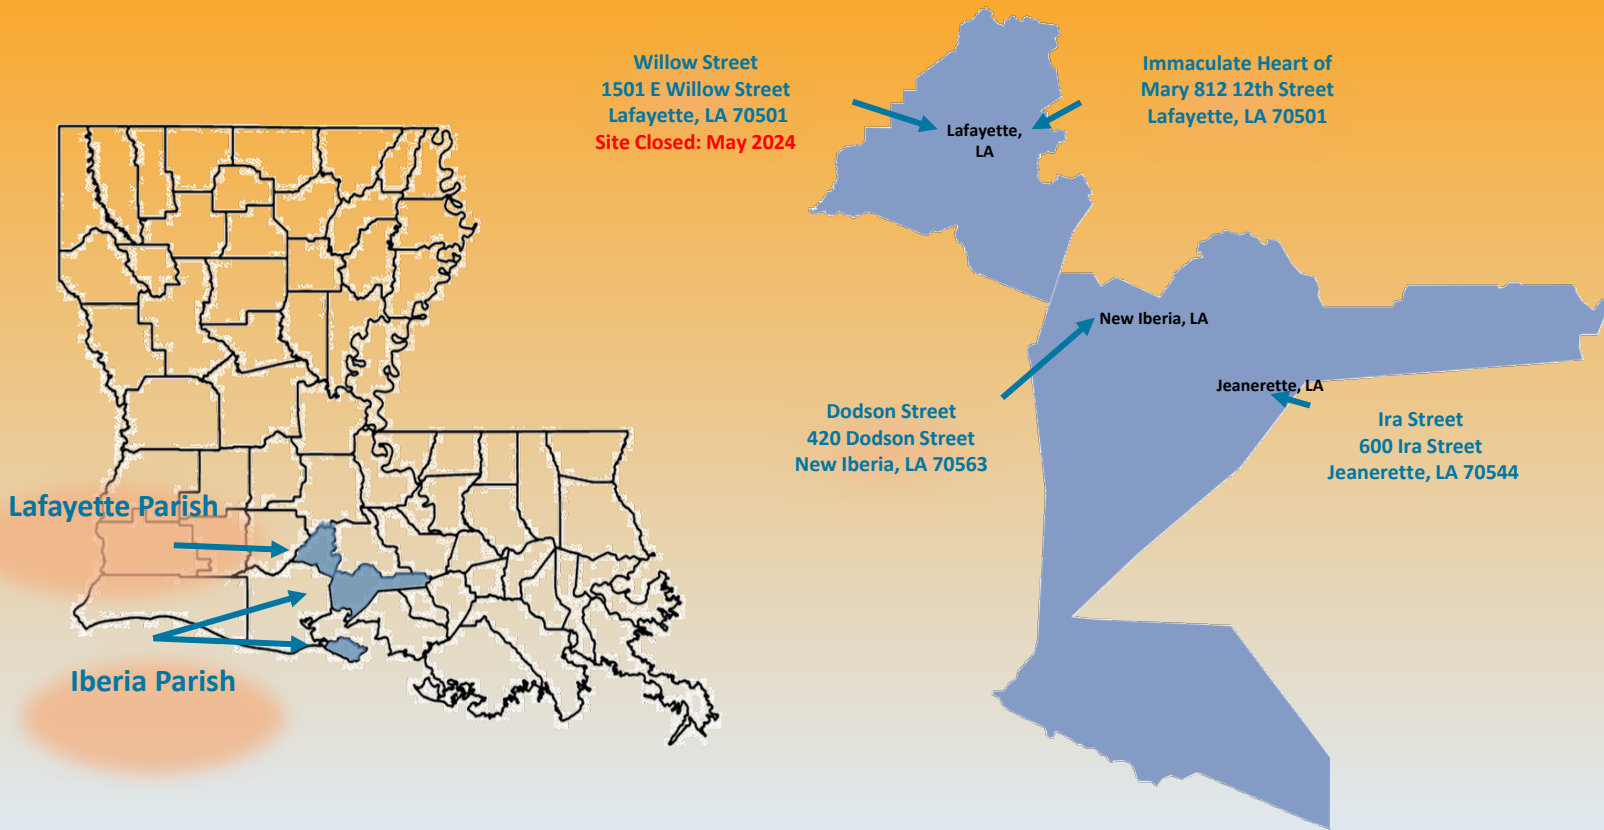 Willow Street
1501 E Willow Street
Lafayette, LA 70501
Site Closed: May 2024
Immaculate Heart of
Mary 812 12th Street
Lafayette, LA 70501
Lafayette,
LA
New Iberia, LA
Jeanerette, LA
Dodson Street
420 Dodson Street
New Iberia, LA 70563
Ira Street
600 Ira Street
Jeanerette, LA 70544
Lafayette Parish
Iberia Parish